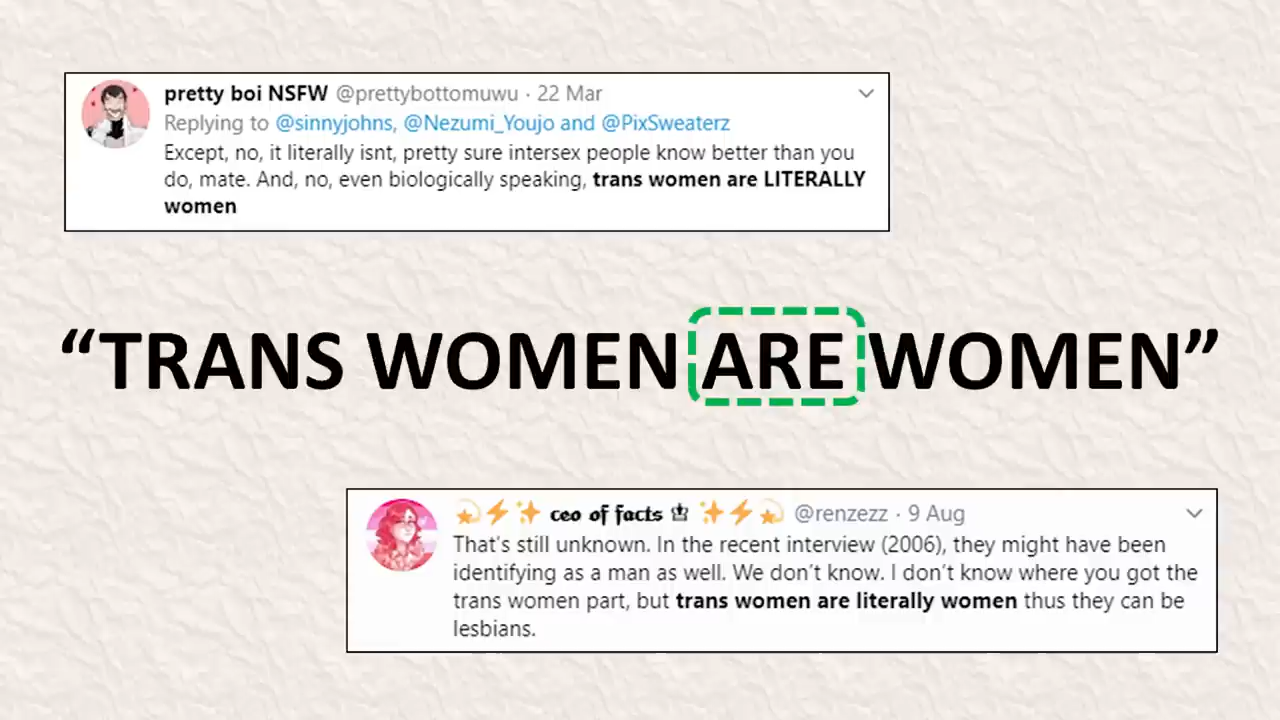 pretty boi NSFW @prettybottomuwu · 22 Mar
Replying to @sinnyjohns, @Nezumi_Youjo and @PixSweaterz
Except, no, it literally isnt, pretty sure intersex people know better than you
do, mate. And, no, even biologically speaking, trans women are LITERALLY
women
“TRANS WOMEN ARE WOMEN”
💫⚡✨ ceo of facts ♔ ✨⚡💫 @renzezz · 9 Aug
That's still unknown. In the recent interview (2006), they might have been
identifying as a man as well. We don't know. I don't know where you got the
trans women part, but trans women are literally women thus they can be
lesbians.